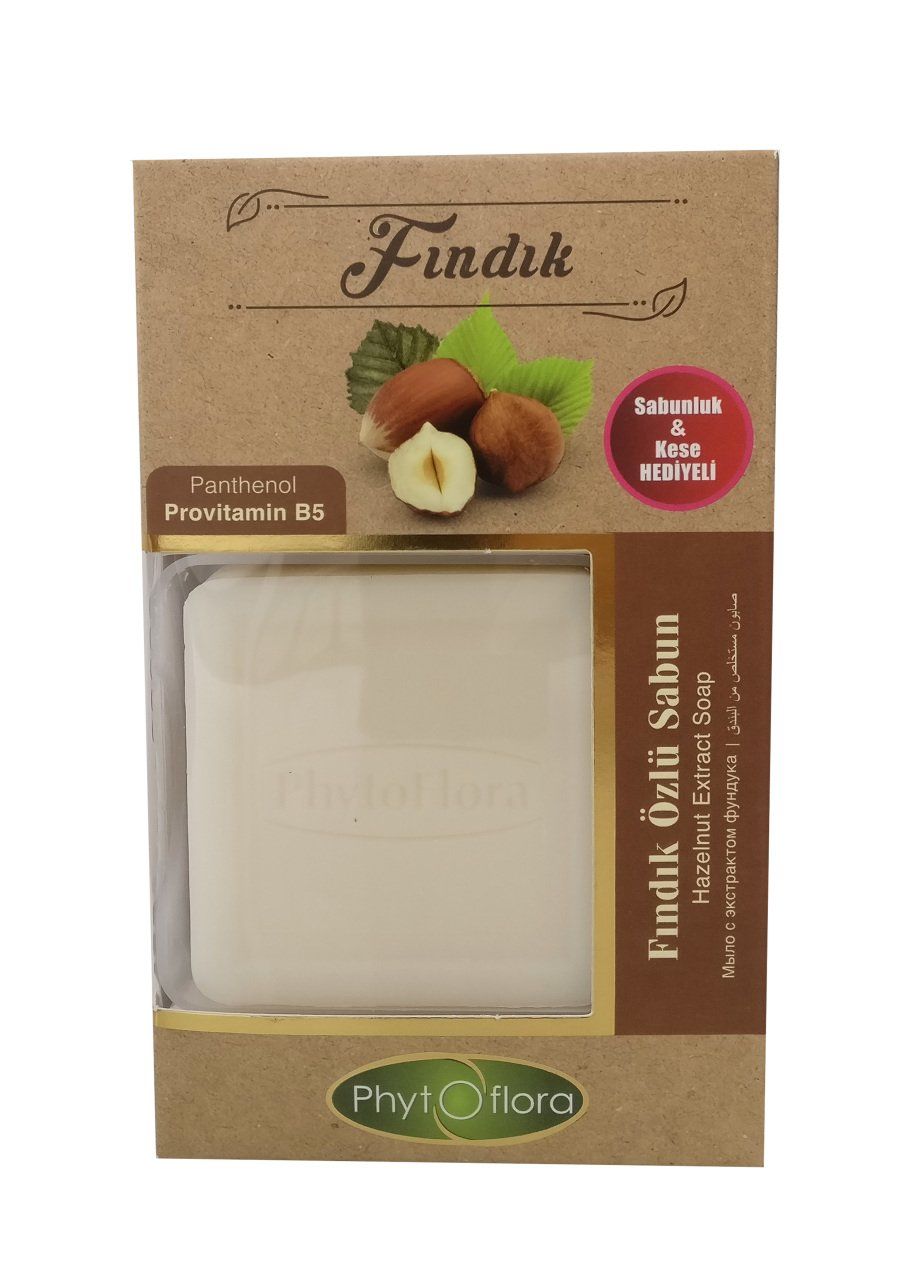 Fındık
Sabunluk
&
Kese
HEDİYELİ
Panthenol
Provitamin B5
PhytoFlora
Fındık Özlü Sabun
Hazelnut Extract Soap
Мыло с экстрактом фундука | صابون مستخلص من البندق
Phytoflora